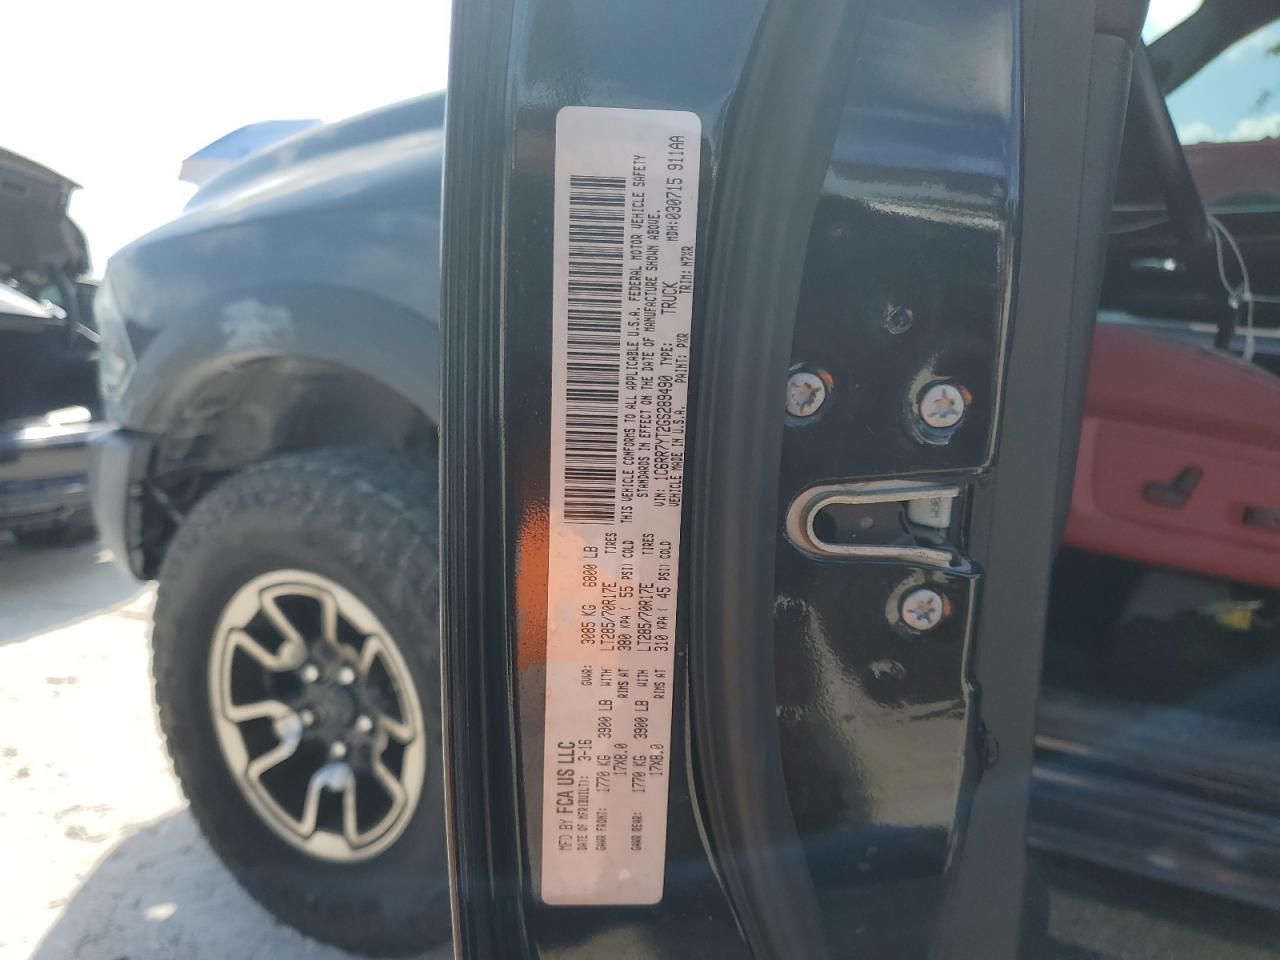 MFD BY FCA US LLC
DATE OF MFR(BUILT): 3-16 GVWR: 3085 KG 6800 LB
GAWR FRONT: 1770 KG 3900 LB WITH LT285/70R17E TIRES
17X8.0 RIMS AT 380 KPA ( 55 PSI) COLD
GAWR REAR: 1770 KG 3900 LB WITH LT285/70R17E TIRES
17X8.0 RIMS AT 310 KPA ( 45 PSI) COLD
THIS VEHICLE CONFORMS TO ALL APPLICABLE U.S.A. FEDERAL MOTOR VEHICLE SAFETY
STANDARDS IN EFFECT ON THE DATE OF MANUFACTURE SHOWN ABOVE.
VIN: 1C6RR7YT2GS289490 TYPE: TRUCK MDH:030715 911AA
VEHICLE MADE IN U.S.A. PAINT: PXR TRIM: N7XR